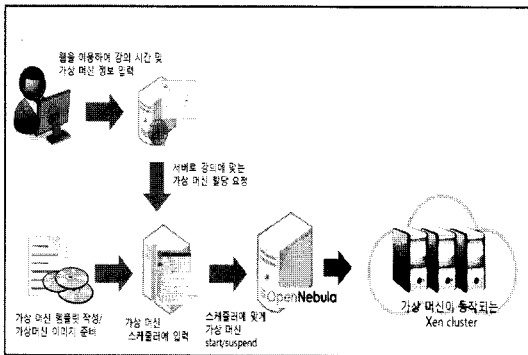 웹을 이용하여 강의 시간 및
가상 머신 정보 입력
서버로 강의에 맞는
가상 머신 할당 요청
OpenNebula
가상 머신 템플릿 작성/
가상머신 이미지 준비
가상 머신
스케줄러에 입력
스케줄러에 맞게
가상 머신
start/suspend
가상 머신이 동작되는
Xen cluster